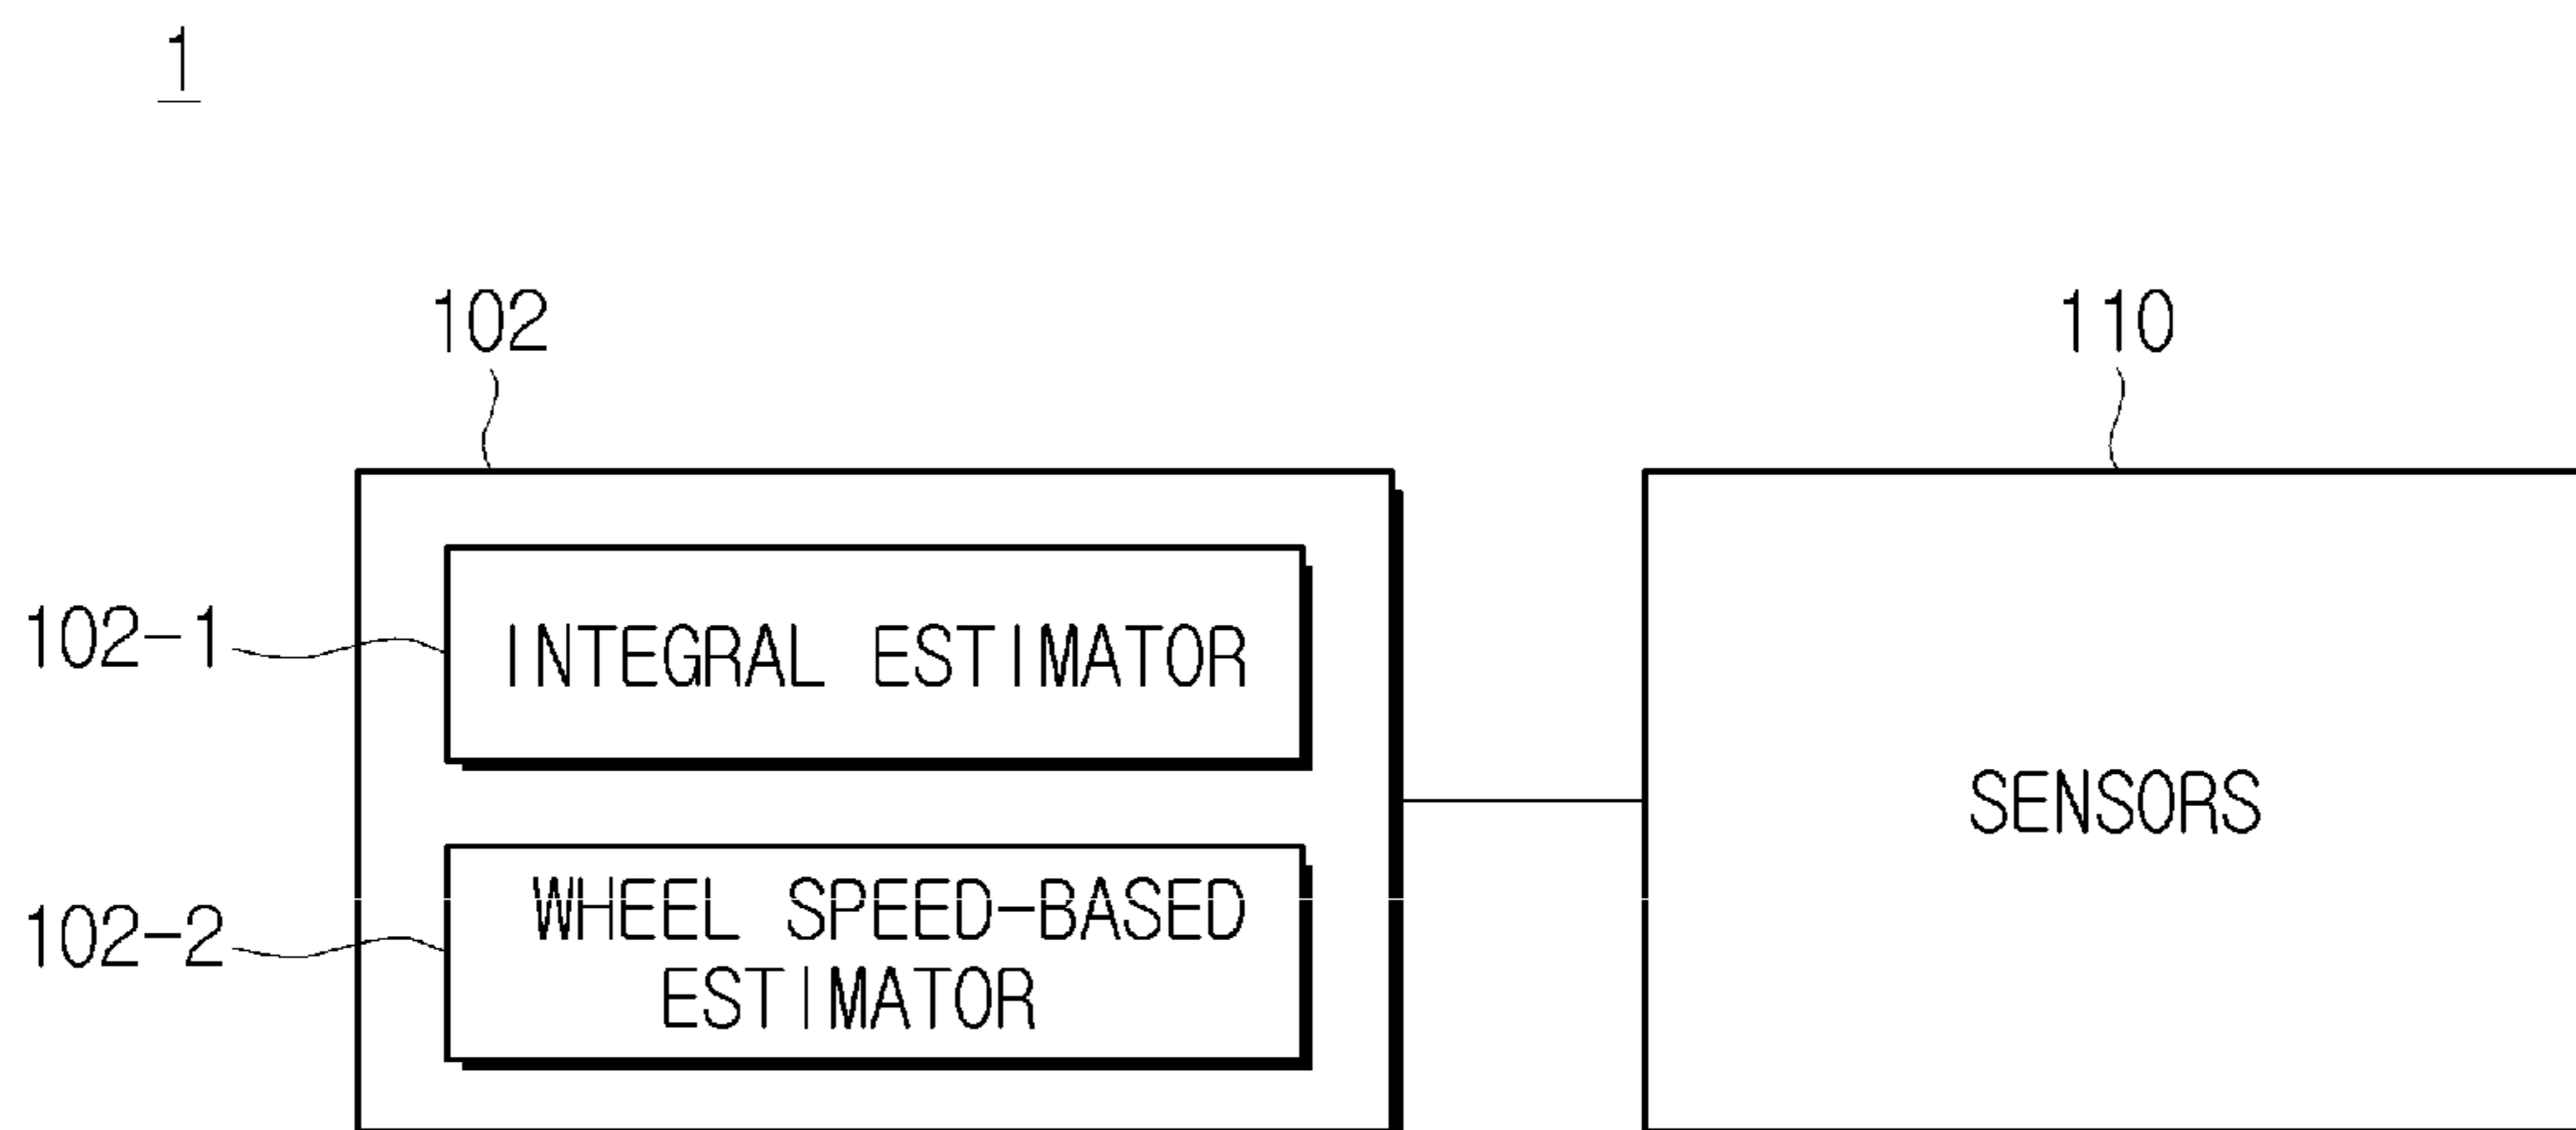 1
102
110
102-1
INTEGRAL ESTIMATOR
SENSORS
102-2
WHEEL SPEED-BASED
ESTIMATOR